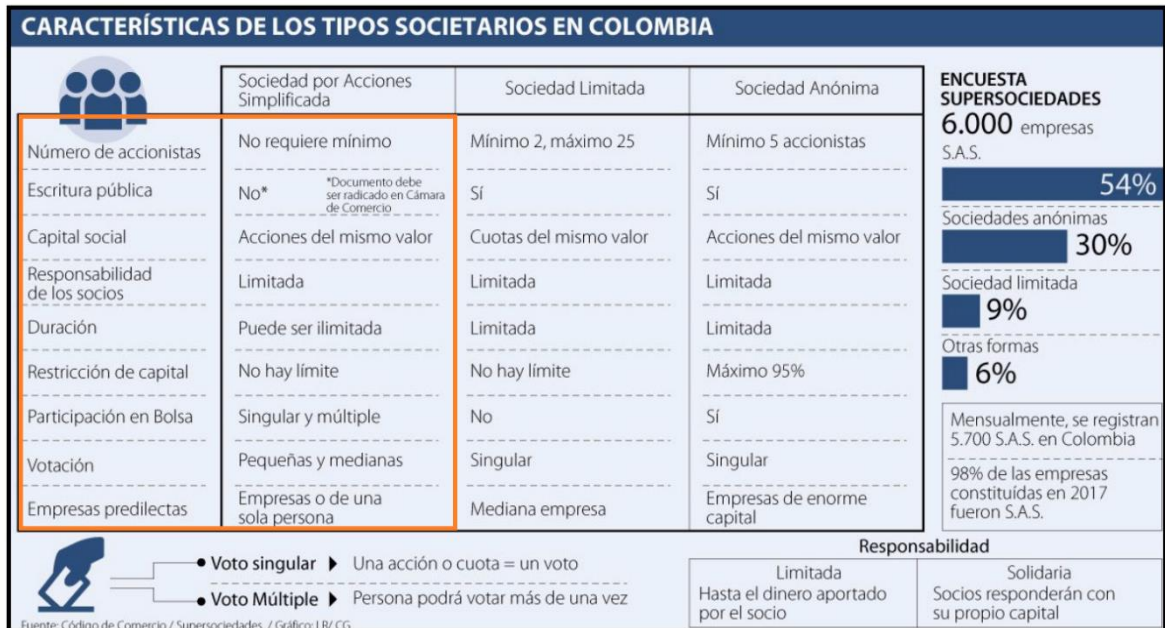 CARACTERÍSTICAS DE LOS TIPOS SOCIETARIOS EN COLOMBIA
Sociedad por Acciones
Simplificada
Sociedad Limitada
Sociedad Anónima
Número de accionistas
No requiere mínimo
Mínimo 2, máximo 25
Mínimo 5 accionistas
Escritura pública
No*
*Documento debe
ser radicado en Cámara
de Comercio
Sí
Sí
Capital social
Acciones del mismo valor
Cuotas del mismo valor
Acciones del mismo valor
Responsabilidad
de los socios
Limitada
Limitada
Limitada
Duración
Puede ser ilimitada
Limitada
Limitada
Restricción de capital
No hay límite
No hay límite
Máximo 95%
Participación en Bolsa
Singular y múltiple
No
Sí
Votación
Pequeñas y medianas
Singular
Singular
Empresas predilectas
Empresas o de una
sola persona
Mediana empresa
Empresas de enorme
capital
ENCUESTA
SUPERSOCIEDADES
6.000 empresas
S.A.S.
54%
Sociedades anónimas
30%
Sociedad limitada
9%
Otras formas
6%
Mensualmente, se registran
5.700 S.A.S. en Colombia
98% de las empresas
constituídas en 2017
fueron S.A.S.
Voto singular Una acción o cuota = un voto
Voto Múltiple Persona podrá votar más de una vez
Responsabilidad
Limitada
Hasta el dinero aportado
por el socio
Solidaria
Socios responderán con
su propio capital
Fuente: Código de Comercio / Supersociedades / Gráfico: LR/ CG